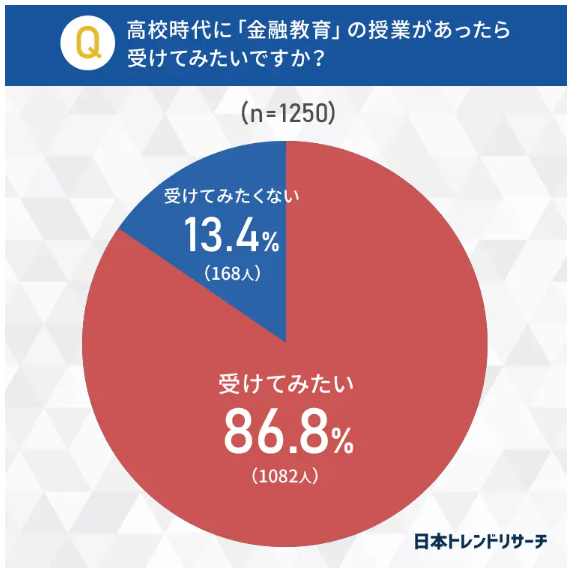 Q
高校時代に「金融教育」の授業があったら
受けてみたいですか？
(n=1250)
受けてみたくない
13.4%
(168人)
受けてみたい
86.8%
(1082人)
日本トレンドリサーチ